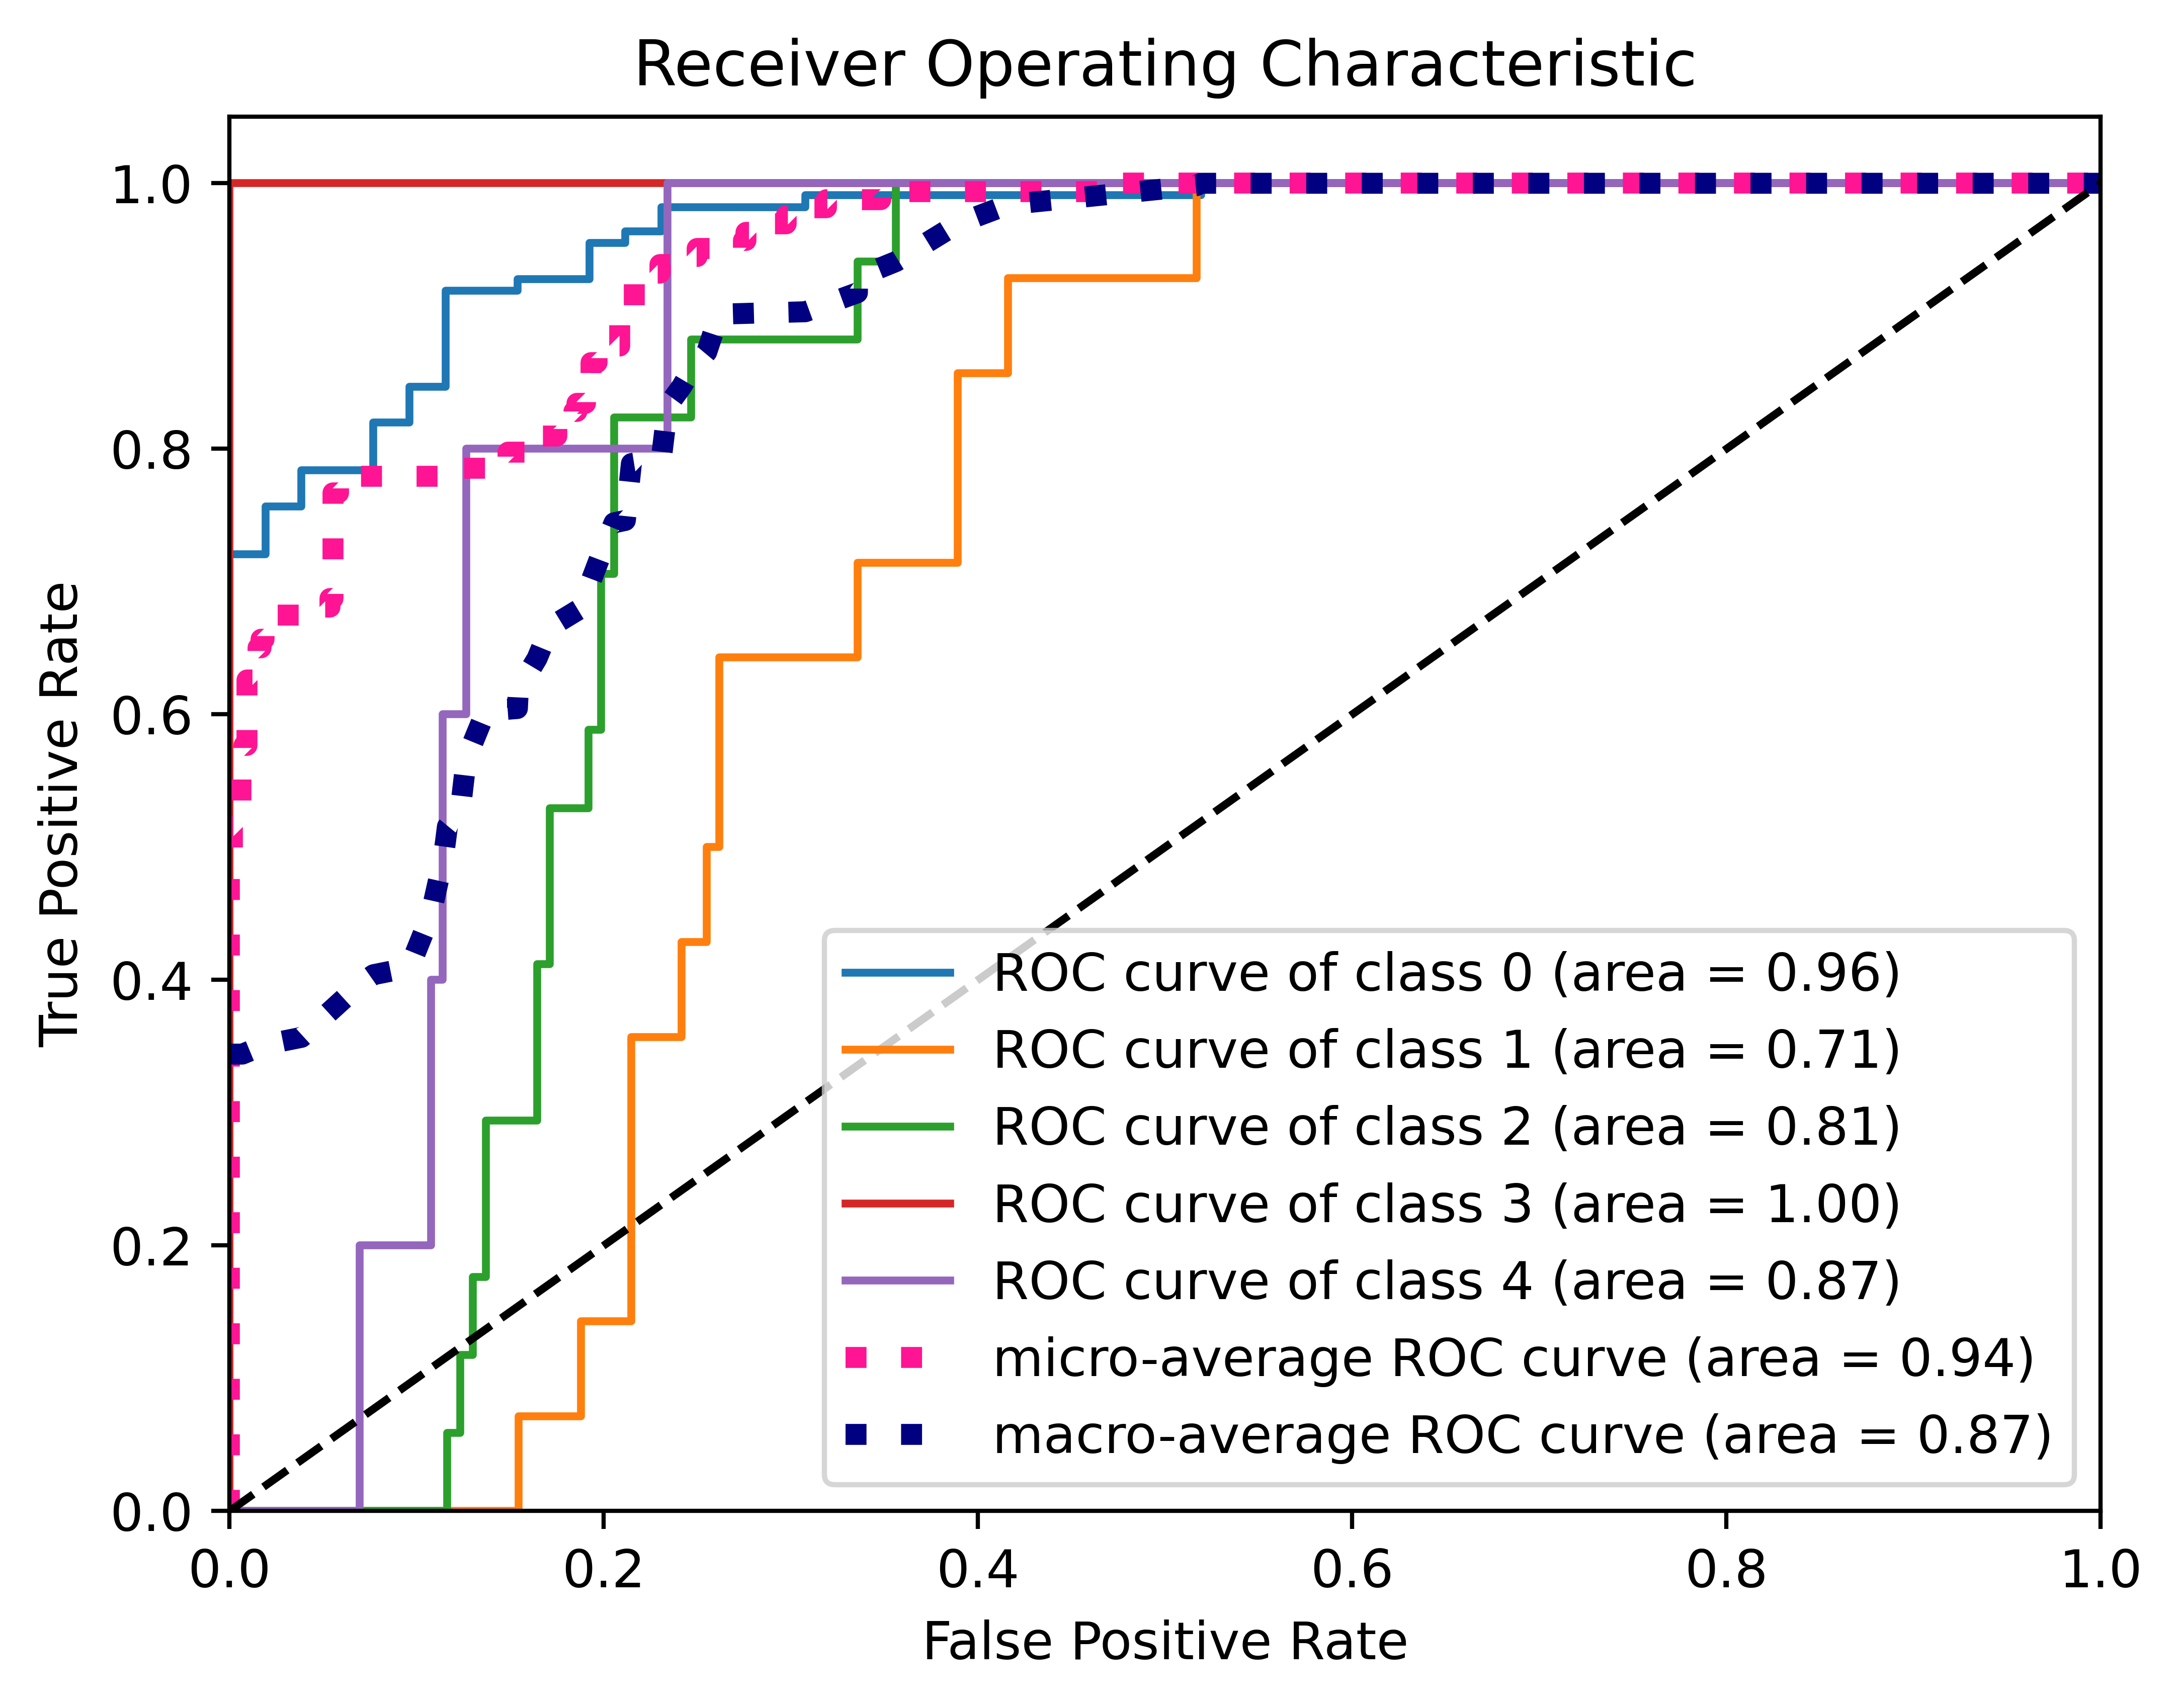 Receiver Operating Characteristic
1.0
0.8
0.6
0.4
0.2
0.0
True Positive Rate
ROC curve of class 0 (area = 0.96)
ROC curve of class 1 (area = 0.71)
ROC curve of class 2 (area = 0.81)
ROC curve of class 3 (area = 1.00)
ROC curve of class 4 (area = 0.87)
micro-average ROC curve (area = 0.94)
macro-average ROC curve (area = 0.87)
0.0 0.2 0.4 0.6 0.8 1.0
False Positive Rate